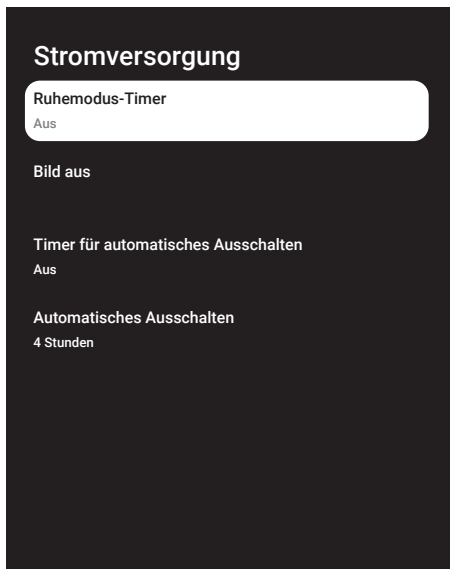 Stromversorgung
Ruhemodus-Timer
Aus
Bild aus
Timer für automatisches Ausschalten
Aus
Automatisches Ausschalten
4 Stunden